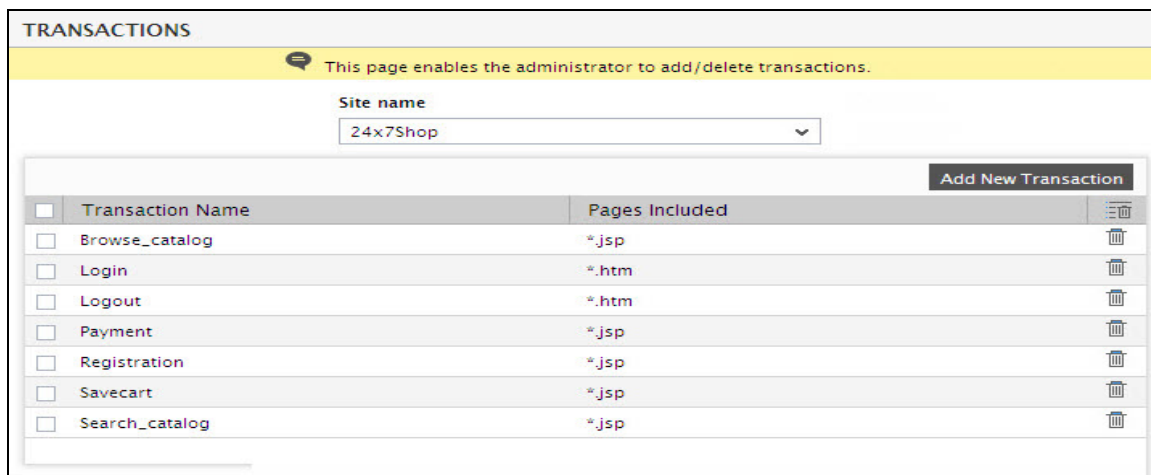 TRANSACTIONS
This page enables the administrator to add/delete transactions.
Site name
24x7Shop
Add New Transaction
Transaction Name Pages Included
Browse_catalog *.jsp
Login *.htm
Logout *.htm
Payment *.jsp
Registration *.jsp
Savecart *.jsp
Search_catalog *.jsp